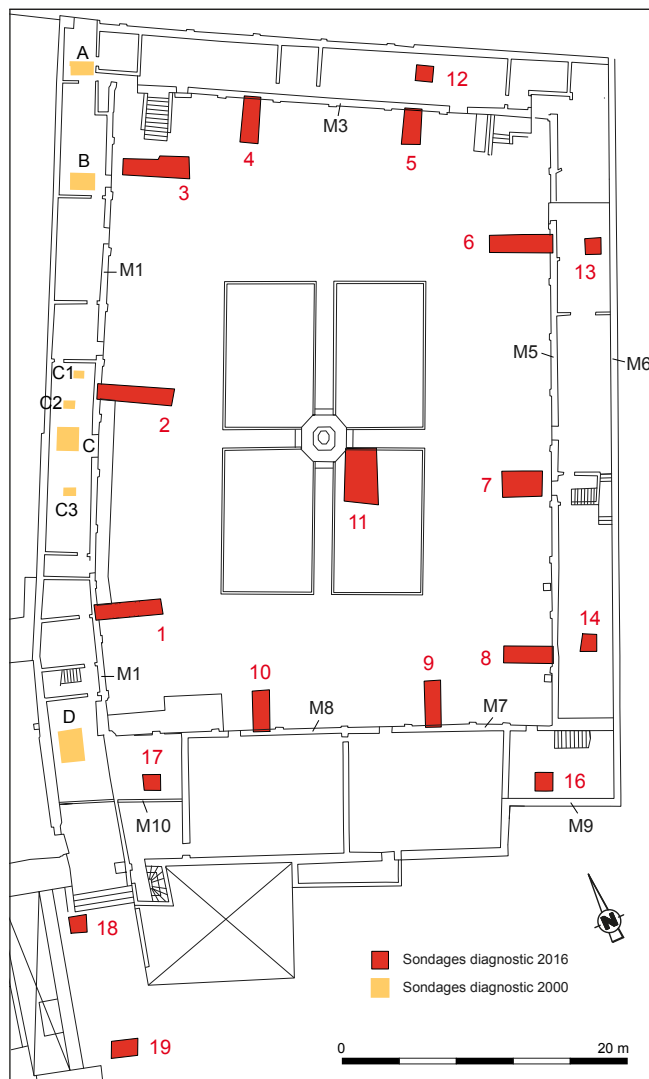 A
12
M3
4
5
B
3
6
13
M1
M5
M6
C1
2
C2
C
7
C3
11
1
14
8
M1
10
9
D
M8
M7
17
16
M10
M9
18
N
Sondages diagnostic 2016
Sondages diagnostic 2000
19
0
20 m